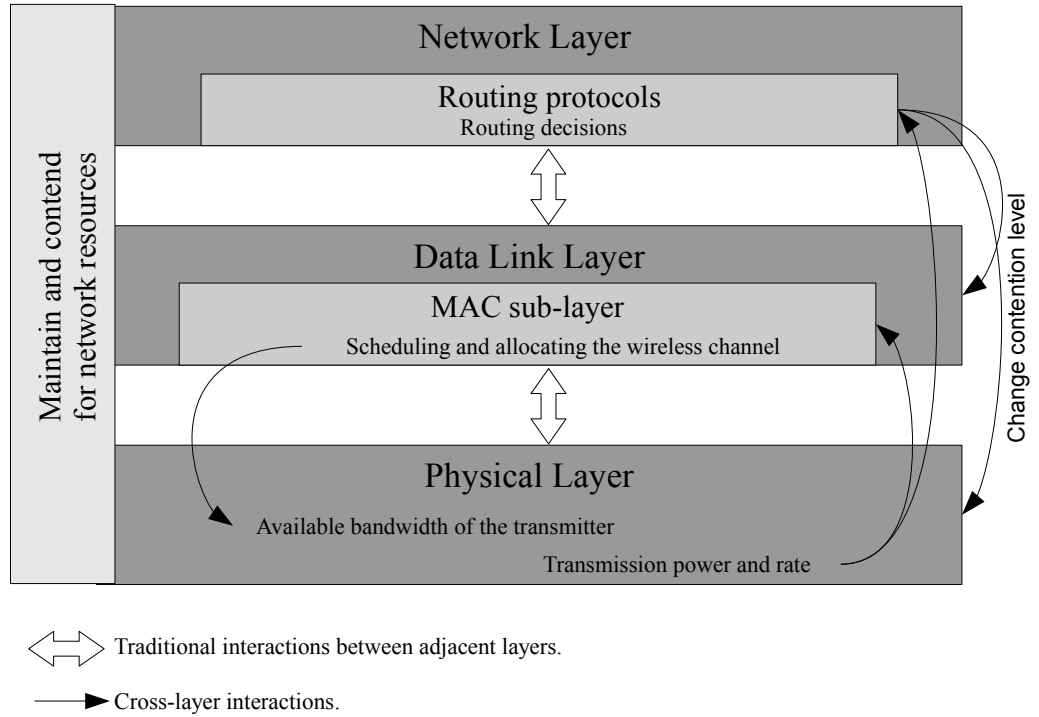 Network Layer
Routing protocols
Routing decisions
Maintain and contend
for network resources
Data Link Layer
MAC sub-layer
Scheduling and allocating the wireless channel
Change contention level
Physical Layer
Available bandwidth of the transmitter
Transmission power and rate
Traditional interactions between adjacent layers.
Cross-layer interactions.